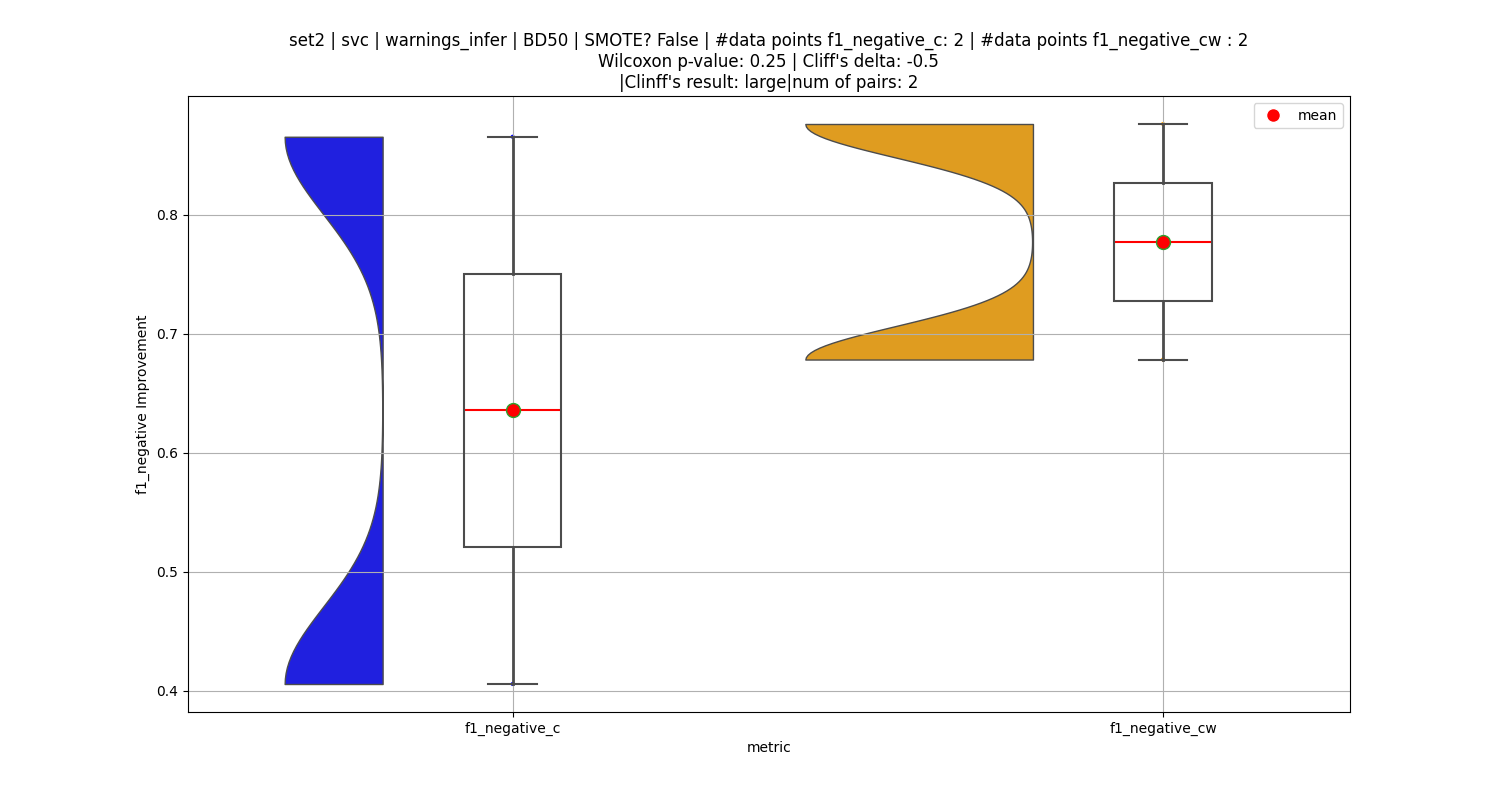 set2 | svc | warnings_infer | BD50 | SMOTE? False | #data points f1_negative_c: 2 | #data points f1_negative_cw : 2
Wilcoxon p-value: 0.25 | Cliff's delta: -0.5
|Clinff's result: large|num of pairs: 2
mean
0.8
0.7
0.6
0.5
0.4
f1_negative Improvement
f1_negative_c
f1_negative_cw
metric